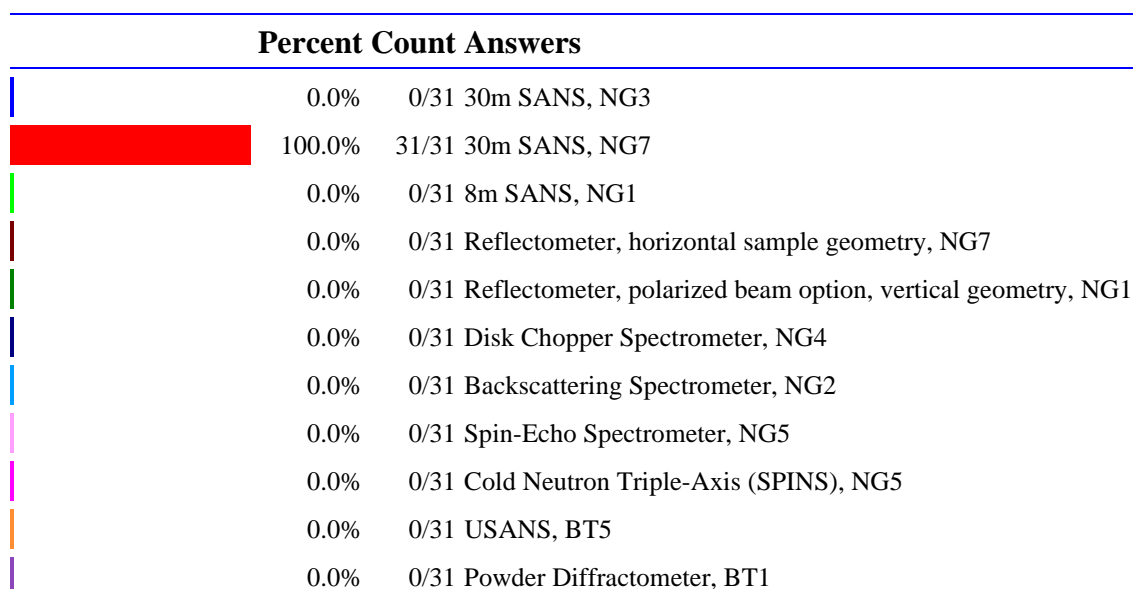 Percent Count Answers
0.0% 0/31 30m SANS, NG3
100.0% 31/31 30m SANS, NG7
0.0% 0/31 8m SANS, NG1
0.0% 0/31 Reflectometer, horizontal sample geometry, NG7
0.0% 0/31 Reflectometer, polarized beam option, vertical geometry, NG1
0.0% 0/31 Disk Chopper Spectrometer, NG4
0.0% 0/31 Backscattering Spectrometer, NG2
0.0% 0/31 Spin-Echo Spectrometer, NG5
0.0% 0/31 Cold Neutron Triple-Axis (SPINS), NG5
0.0% 0/31 USANS, BT5
0.0% 0/31 Powder Diffractometer, BT1